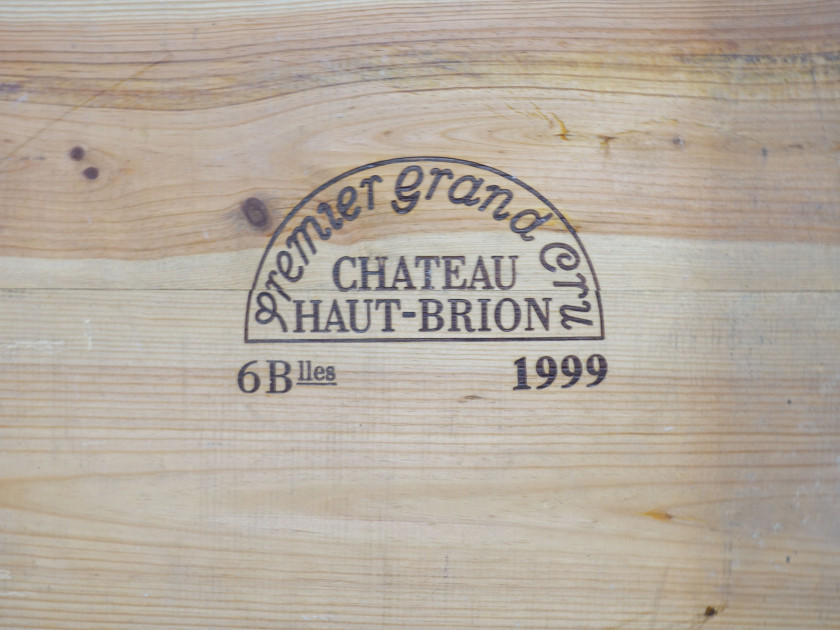 Premier Grand Cru
CHATEAU
HAUT-BRION
6 Blles 1999